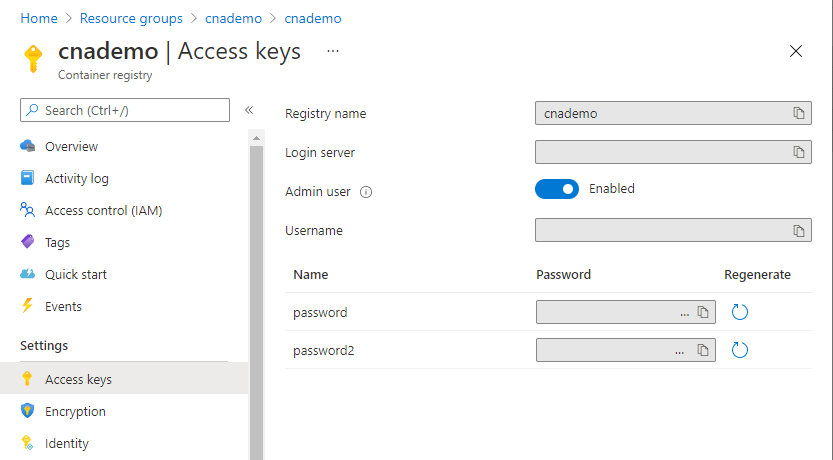 Home > Resource groups > cnademo > cnademo
cnademo | Access keys ...
Container registry
Search (Ctrl+/)
Overview
Activity log
Access control (IAM)
Tags
Quick start
Events
Settings
Access keys
Encryption
Identity
Registry name cnademo
Login server
Admin user Enabled
Username
Name Password Regenerate
password ...
password2 ...